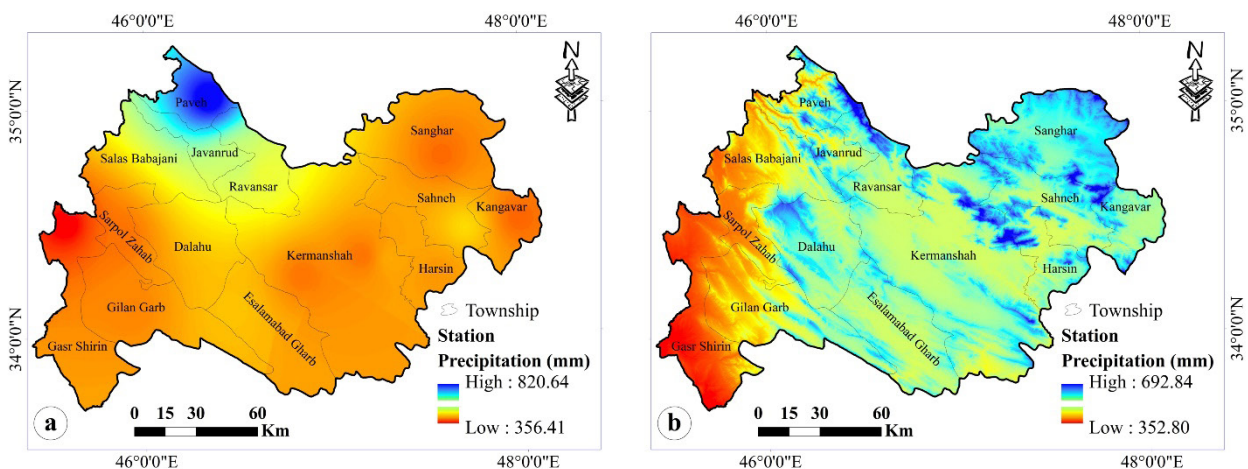 46°0'0"E
48°0'0"E
46°0'0"E
48°0'0"E
35°0'0"N
34°0'0"N
N
Paveh
Javanrud
Salas Babajani
Ravansar
Sanghar
Sahneh
Kangavar
Sarpol Zahab
Dalahu
Kermanshah
Harsin
Gilan Garb
Esalamabad Gharb
Gasr Shirin
Township
Station
Precipitation (mm)
High : 820.64
Low : 356.41
a
0 15 30 60
Km
46°0'0"E
48°0'0"E
N
Paveh
Javanrud
Salas Babajani
Ravansar
Sanghar
Sahneh
Kangavar
Sarpol Zahab
Dalahu
Kermanshah
Harsin
Gilan Garb
Esalamabad Gharb
Gasr Shirin
Township
Station
Precipitation (mm)
High : 692.84
Low : 352.80
b
0 15 30 60
Km
35°0'0"N
34°0'0"N
46°0'0"E
48°0'0"E